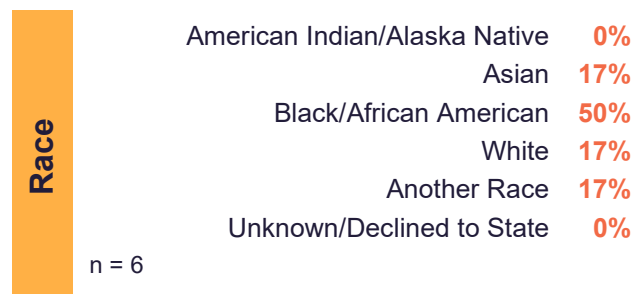 Race
American Indian/Alaska Native 0%
Asian 17%
Black/African American 50%
White 17%
Another Race 17%
Unknown/Declined to State 0%
n = 6